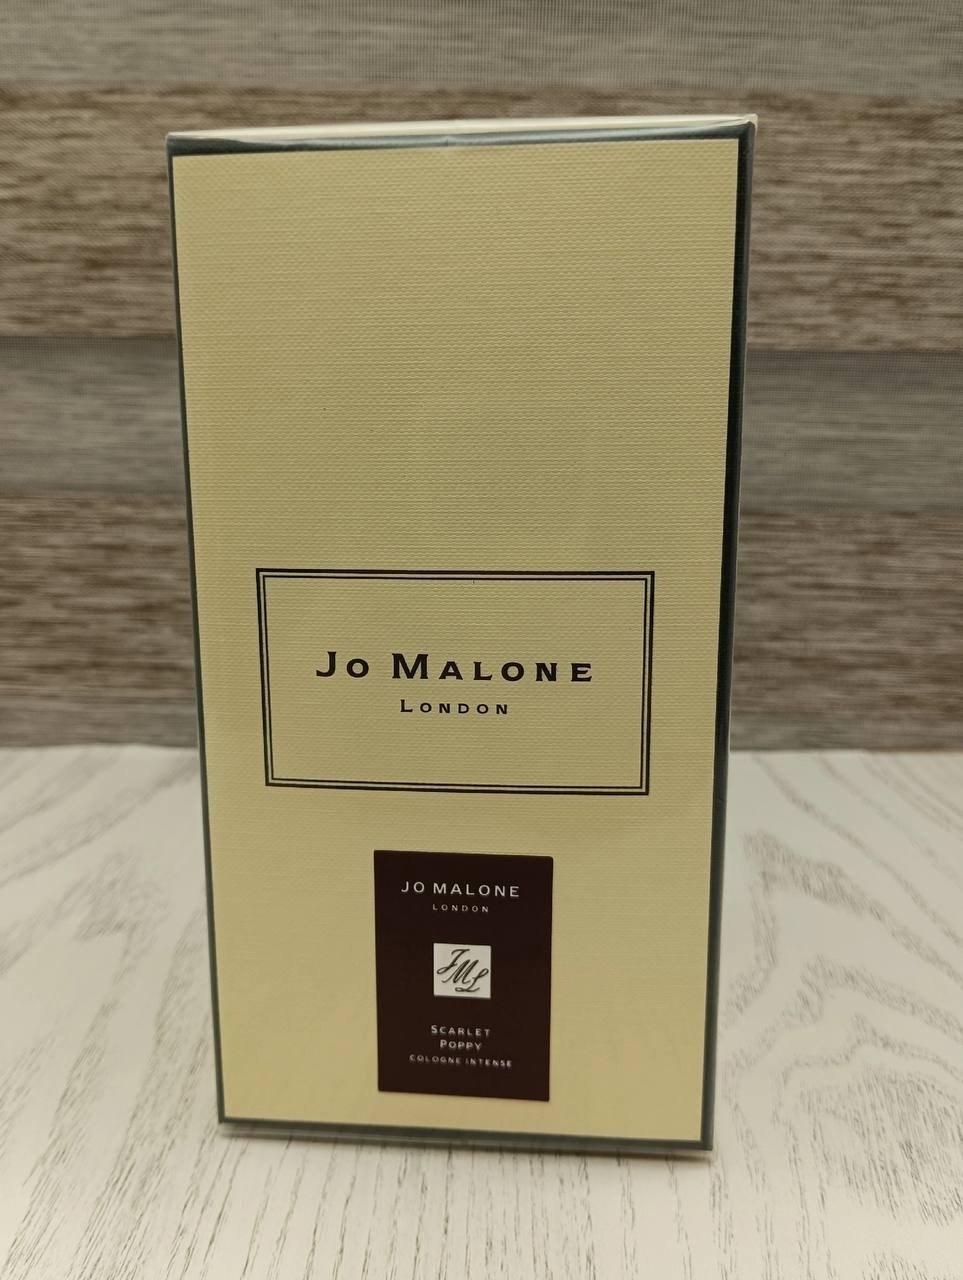 Jo Malone
London
JO MALONE
LONDON
JML
Scarlet
Poppy
COLOGNE INTENSE